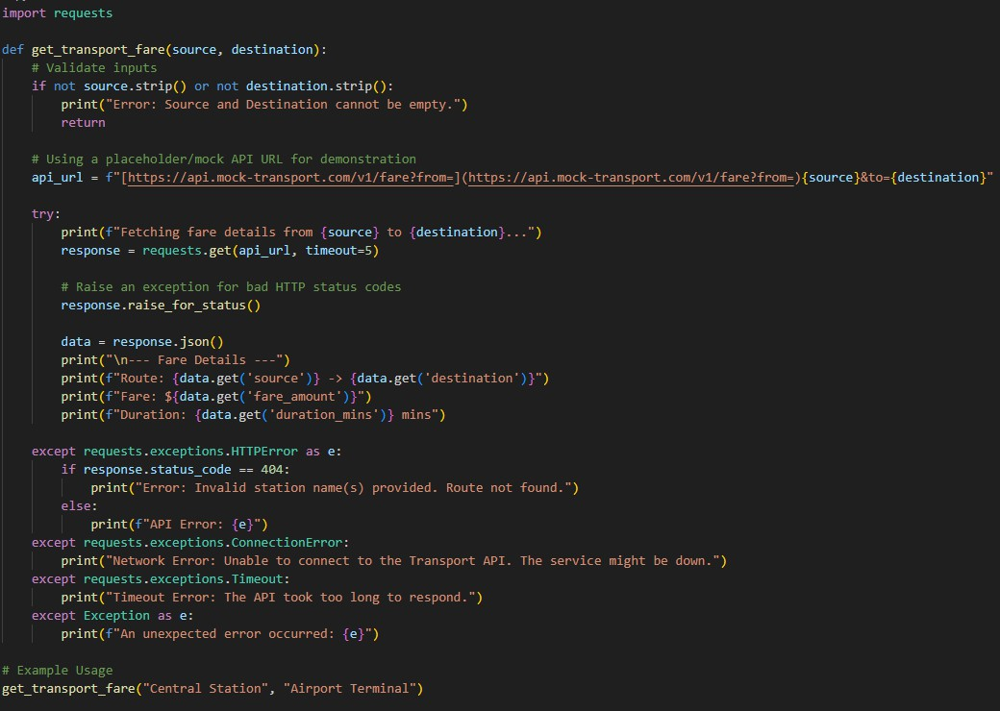 import requests

def get_transport_fare(source, destination):
    # Validate inputs
    if not source.strip() or not destination.strip():
        print("Error: Source and Destination cannot be empty.")
        return

    # Using a placeholder/mock API URL for demonstration
    api_url = f"[https://api.mock-transport.com/v1/fare?from=](https://api.mock-transport.com/v1/fare?from=){source}&to={destination}"

    try:
        print(f"Fetching fare details from {source} to {destination}...")
        response = requests.get(api_url, timeout=5)

        # Raise an exception for bad HTTP status codes
        response.raise_for_status()

        data = response.json()
        print("\n--- Fare Details ---")
        print(f"Route: {data.get('source')} -> {data.get('destination')}")
        print(f"Fare: ${data.get('fare_amount')}")
        print(f"Duration: {data.get('duration_mins')} mins")

    except requests.exceptions.HTTPError as e:
        if response.status_code == 404:
            print("Error: Invalid station name(s) provided. Route not found.")
        else:
            print(f"API Error: {e}")
    except requests.exceptions.ConnectionError:
        print("Network Error: Unable to connect to the Transport API. The service might be down.")
    except requests.exceptions.Timeout:
        print("Timeout Error: The API took too long to respond.")
    except Exception as e:
        print(f"An unexpected error occurred: {e}")

# Example Usage
get_transport_fare("Central Station", "Airport Terminal")